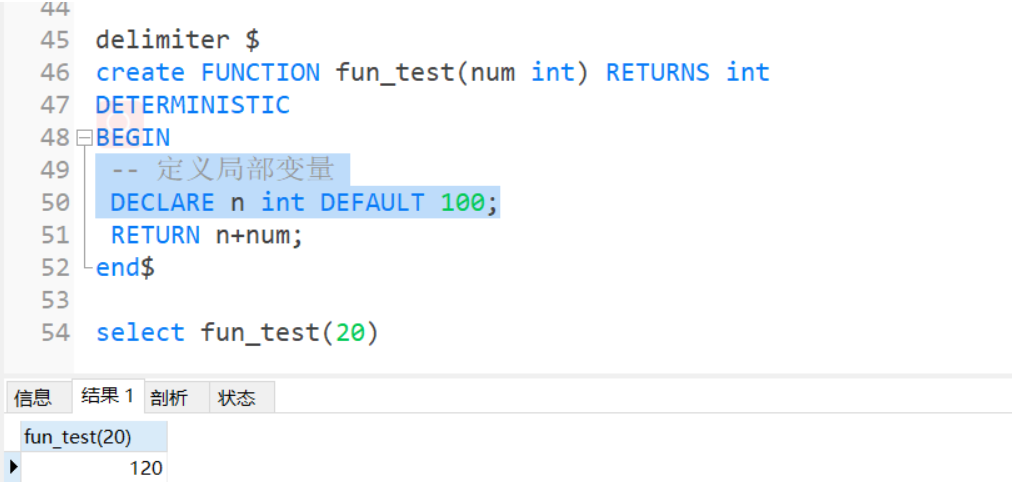 44
45 delimiter $
46 create FUNCTION fun_test(num int) RETURNS int
47 DETERMINISTIC
48 BEGIN
49 -- 定义局部变量
50 DECLARE n int DEFAULT 100;
51 RETURN n+num;
52 end$
53
54 select fun_test(20)
信息 结果 1 剖析 状态
fun_test(20)
120